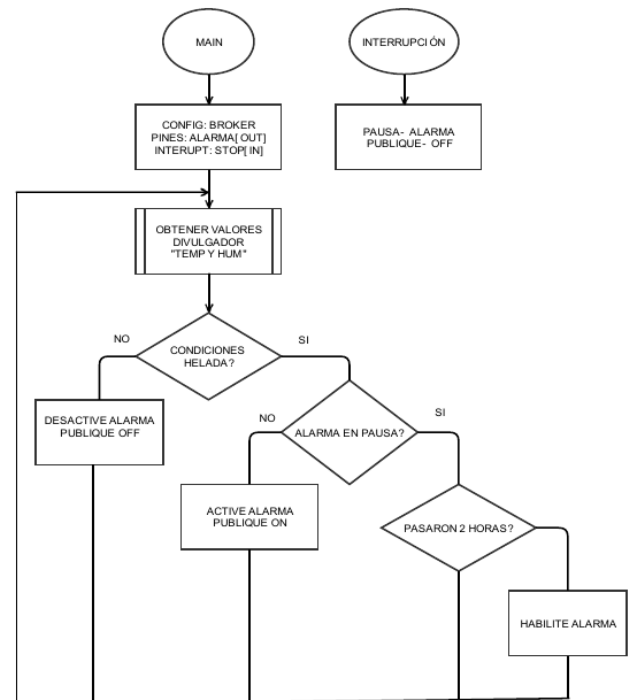 MAIN
INTERRUPCIÓN
CONFIG: BROKER
PINES: ALARMA[OUT]
INTERUPT: STOP[IN]
PAUSA- ALARMA
PUBLIQUE- OFF
OBTENER VALORES
DIVULGADOR
"TEMP Y HUM"
NO
SI
CONDICIONES
HELADA?
DESACTIVE ALARMA
PUBLIQUE OFF
NO
SI
ALARMA EN PAUSA?
ACTIVE ALARMA
PUBLIQUE ON
PASARON 2 HORAS?
HABILITE ALARMA